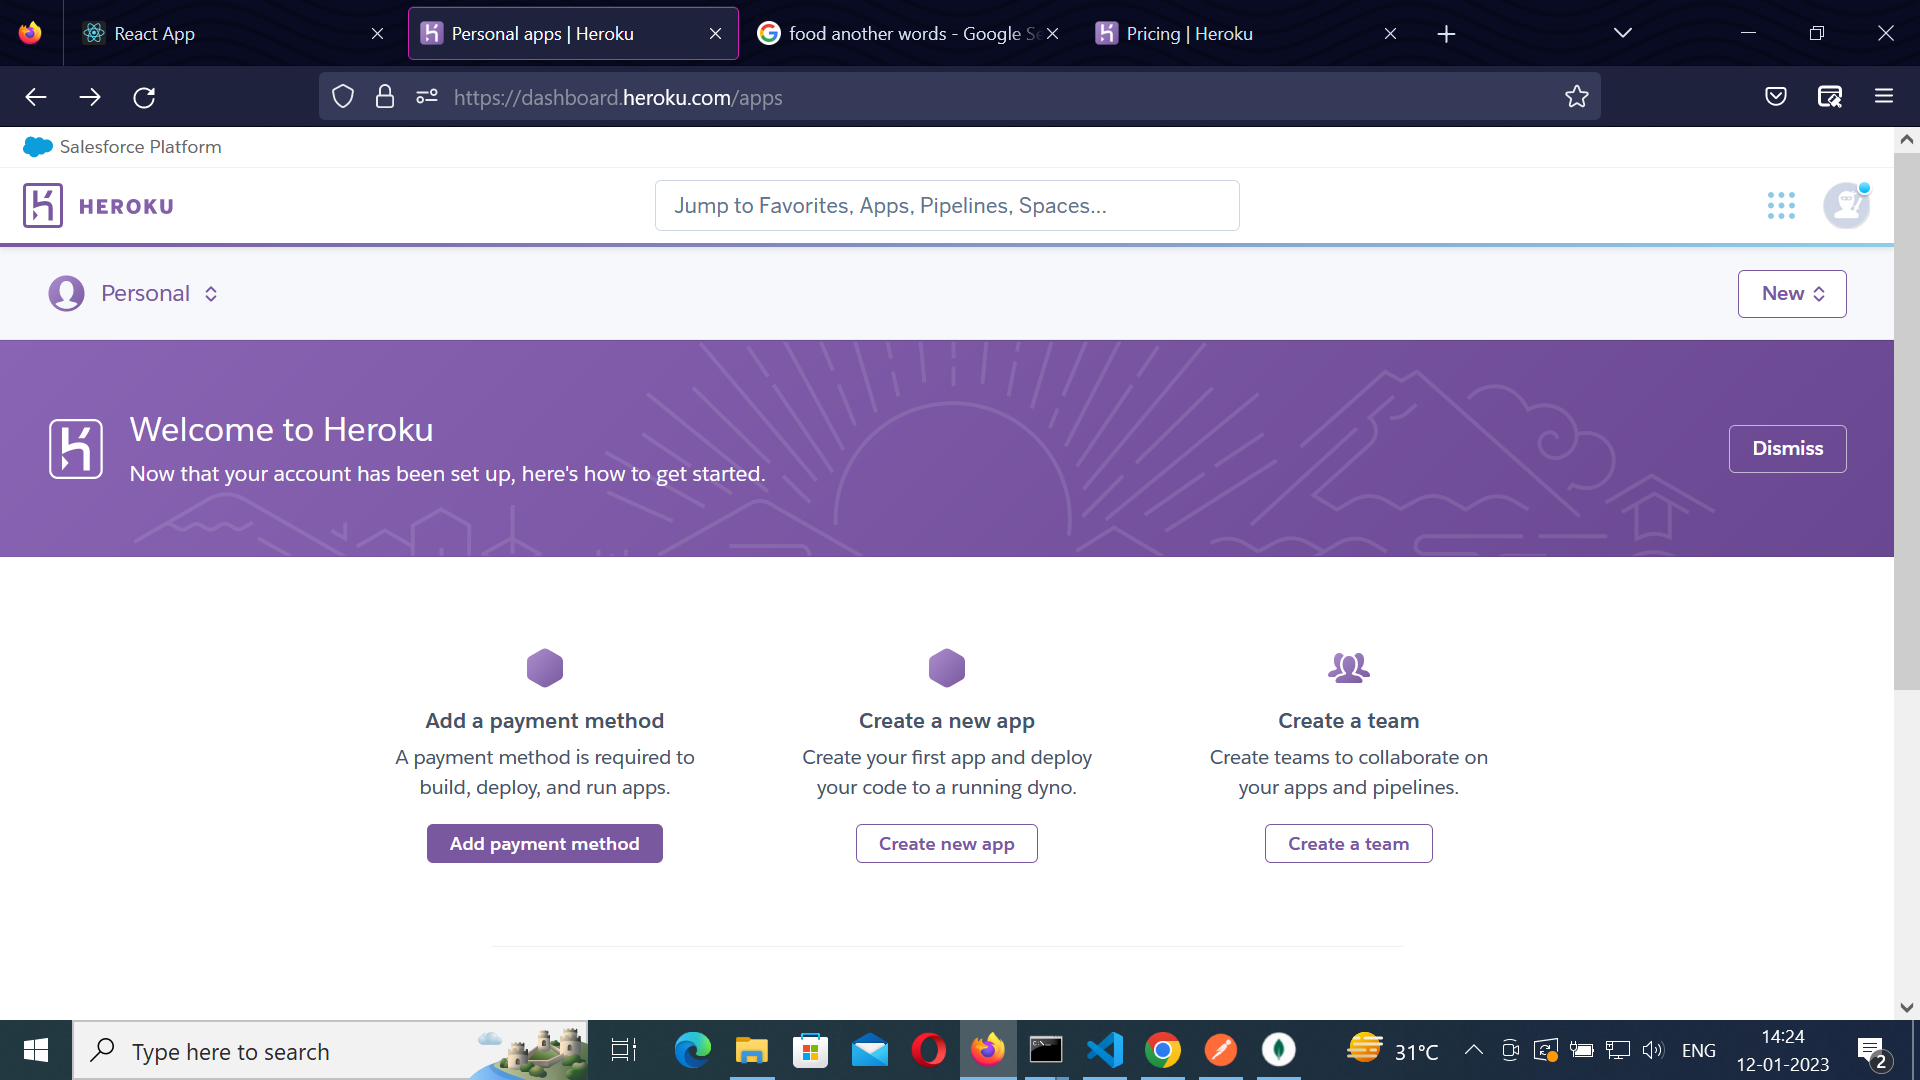 React App
Personal apps | Heroku
food another words - Google Se
Pricing | Heroku
https://dashboard.heroku.com/apps
Salesforce Platform
HEROKU
Jump to Favorites, Apps, Pipelines, Spaces...
Personal
New
Welcome to Heroku
Now that your account has been set up, here's how to get started.
Dismiss
Add a payment method
A payment method is required to
build, deploy, and run apps.
Add payment method
Create a new app
Create your first app and deploy
your code to a running dyno.
Create new app
Create a team
Create teams to collaborate on
your apps and pipelines.
Create a team
Type here to search
31°C
ENG
14:24
12-01-2023
2